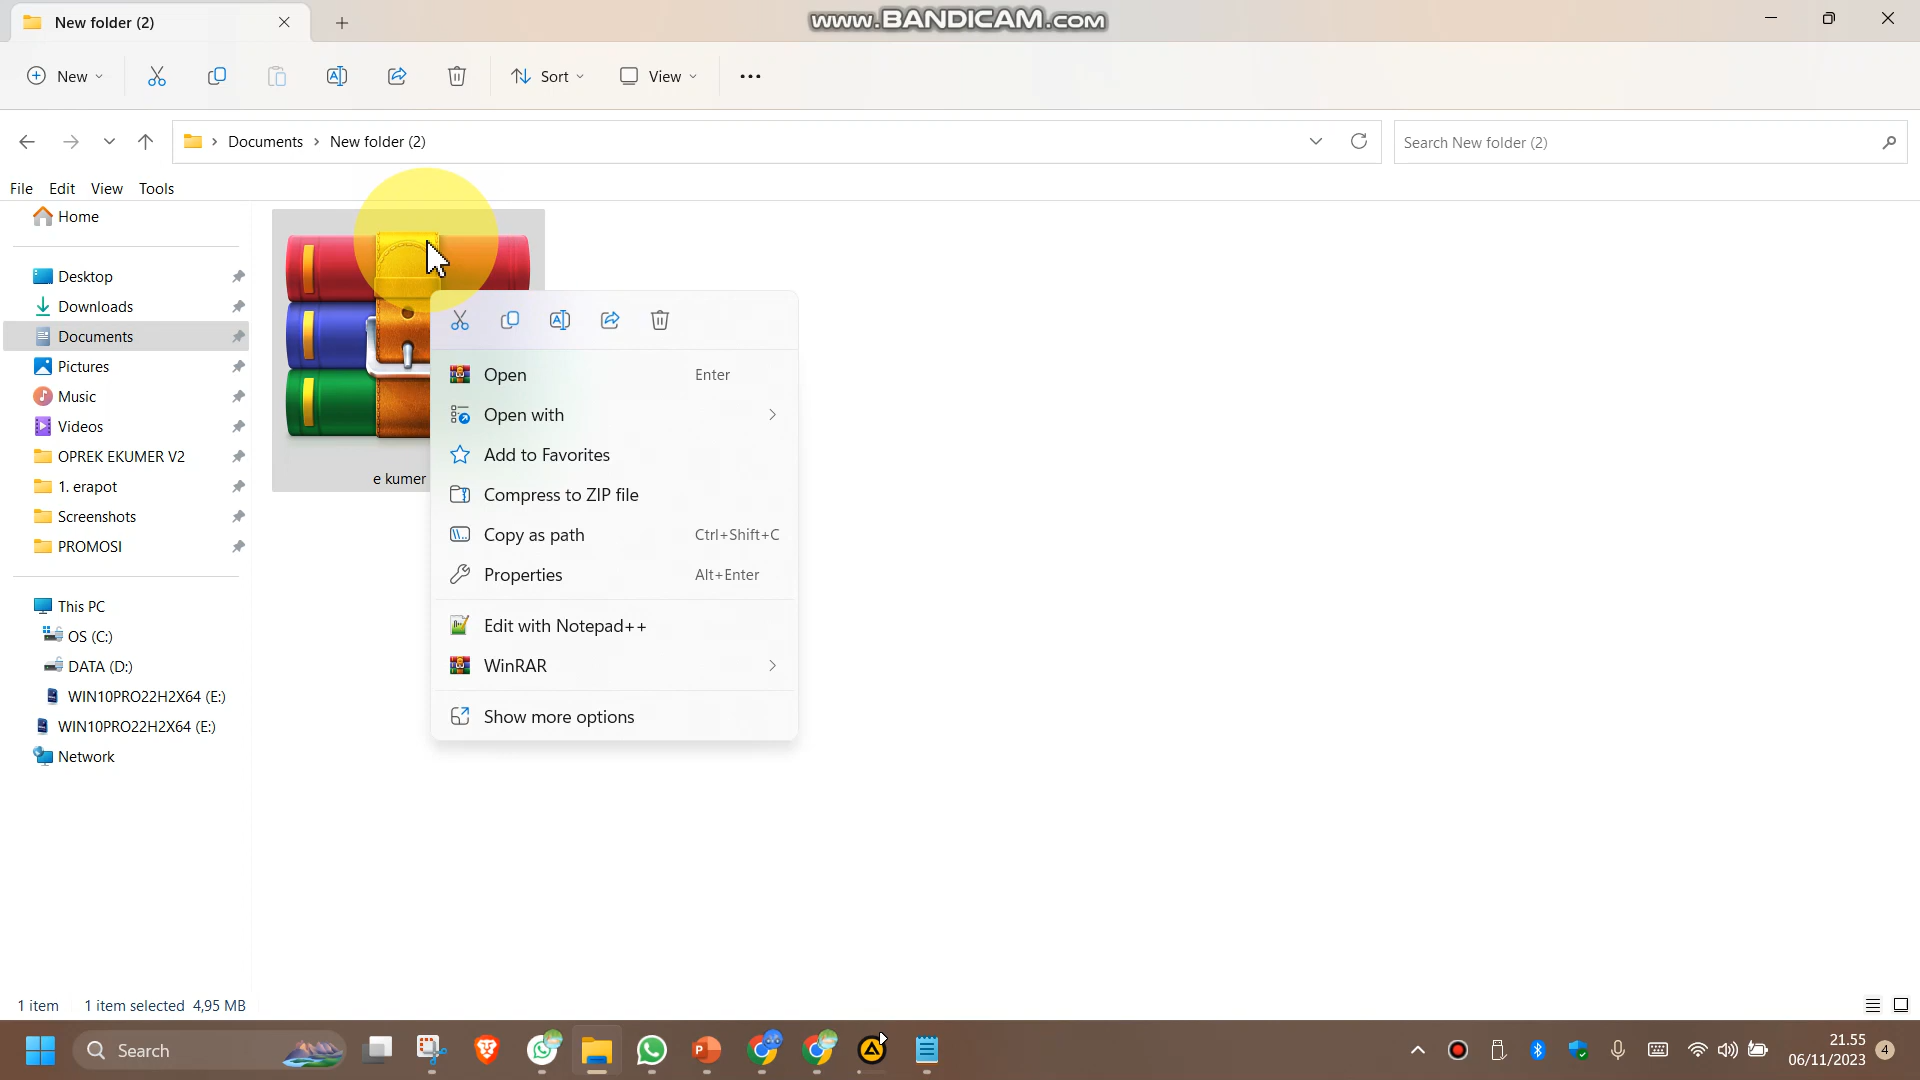 New folder (2)
www.BANDICAM.com
New
Sort
View
Documents
New folder (2)
Search New folder (2)
File Edit View Tools
Home
Desktop
Downloads
Documents
Pictures
Music
Videos
OPREK EKUMER V2
1. erapot
Screenshots
PROMOSI
This PC
OS (C:)
DATA (D:)
WIN10PRO22H2X64 (E:)
WIN10PRO22H2X64 (E:)
Network
e kumer
Open Enter
Open with
Add to Favorites
Compress to ZIP file
Copy as path Ctrl+Shift+C
Properties Alt+Enter
Edit with Notepad++
WinRAR
Show more options
1 item 1 item selected 4,95 MB
Search
21.55
06/11/2023
4